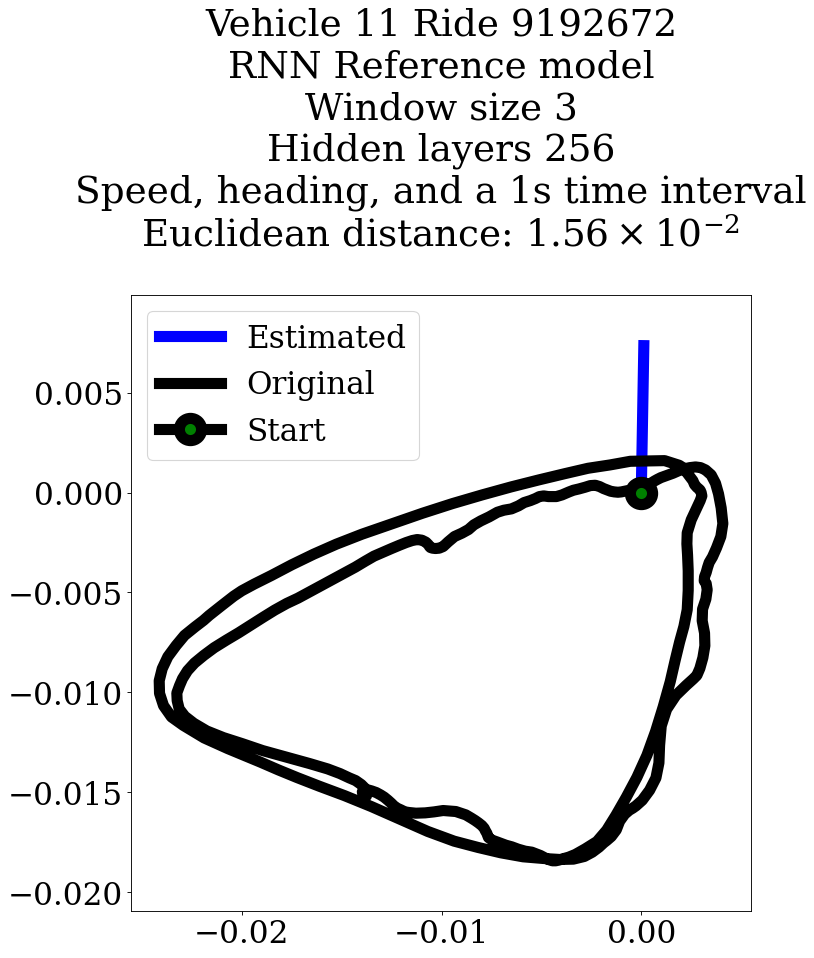 Vehicle 11 Ride 9192672
RNN Reference model
Window size 3
Hidden layers 256
Speed, heading, and a 1s time interval
Euclidean distance: 1.56 × 10⁻²
Estimated
Original
Start
0.005
0.000
−0.005
−0.010
−0.015
−0.020
−0.02 −0.01 0.00